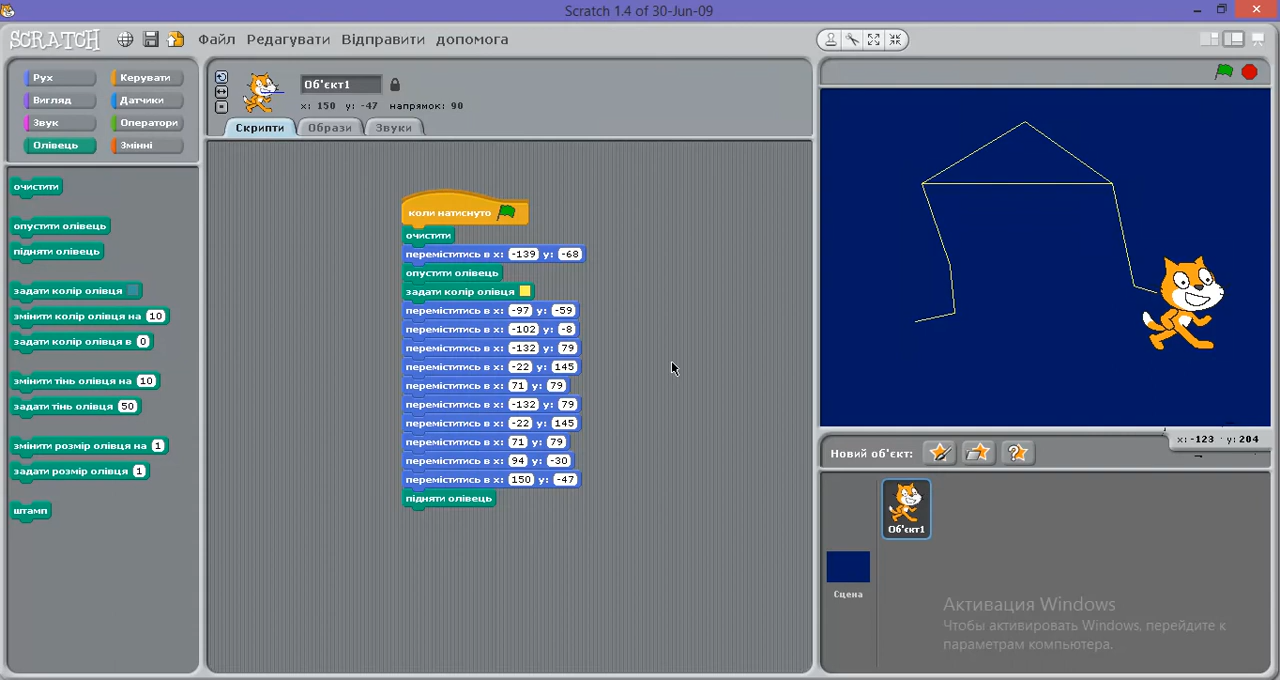 Scratch 1.4 of 30-Jun-09
SCRATCH Файл Редагувати Відправити допомога
Рух Керувати
Вигляд Датчики
Звук Оператори
Олівець Змінні
очистити
опустити олівець
підняти олівець
задати колір олівця
змінити колір олівця на 10
задати колір олівця в 0
змінити тінь олівця на 10
задати тінь олівця 50
змінити розмір олівця на 1
задати розмір олівця 1
штамп
Об'єкт1
x: 150 y: -47 напрямок: 90
Скрипти Образи Звуки
коли натиснуто
очистити
переміститись в x: -139 y: -68
опустити олівець
задати колір олівця
переміститись в x: -97 y: -59
переміститись в x: -102 y: -8
переміститись в x: -132 y: 79
переміститись в x: -22 y: 145
переміститись в x: 71 y: 79
переміститись в x: -132 y: 79
переміститись в x: -22 y: 145
переміститись в x: 71 y: 79
переміститись в x: 94 y: -30
переміститись в x: 150 y: -47
підняти олівець
x: -123 y: 204
Новий об'єкт:
Об'єкт1
Сцена
Активация Windows
Чтобы активировать Windows, перейдите к
параметрам компьютера.